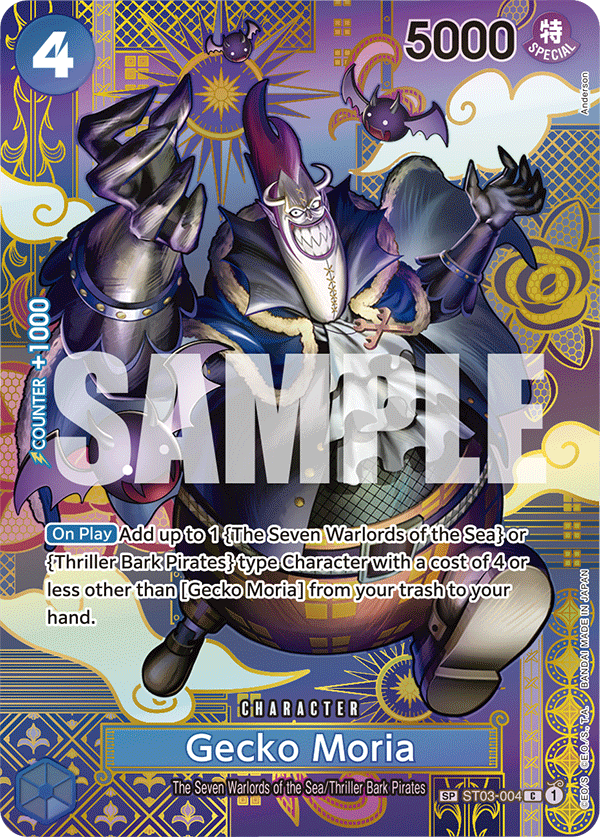 4
5000
特
SPECIAL
Anderson
COUNTER +1000
SAMPLE
On Play Add up to 1 {The Seven Warlords of the Sea} or
{Thriller Bark Pirates} type Character with a cost of 4 or
less other than [Gecko Moria] from your trash to your
hand.
CHARACTER
Gecko Moria
The Seven Warlords of the Sea/Thriller Bark Pirates
SP ST03-004 C 1
©E.O./S. ©E.O./S., T.A. BANDAI MADE IN JAPAN